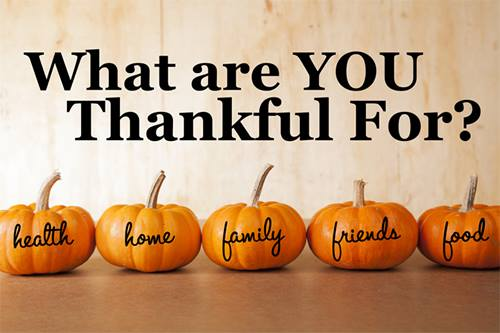 What are YOU
Thankful For?
health
home
family
friends
food